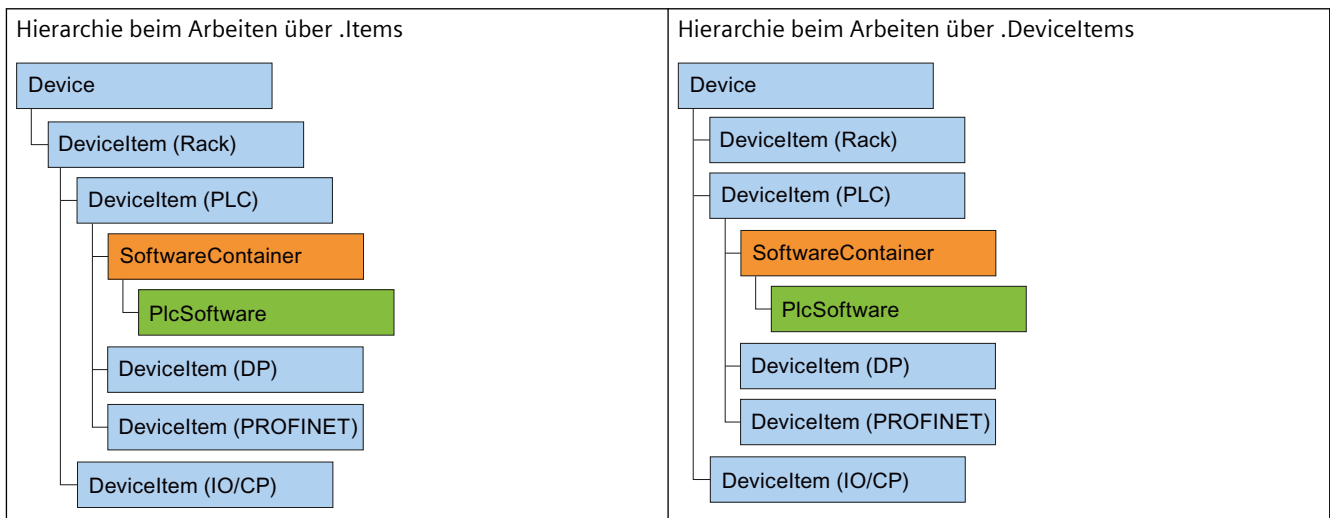 Hierarchie beim Arbeiten über .Items
Device
DeviceItem (Rack)
DeviceItem (PLC)
SoftwareContainer
PlcSoftware
DeviceItem (DP)
DeviceItem (PROFINET)
DeviceItem (IO/CP)
Hierarchie beim Arbeiten über .DeviceItems
Device
DeviceItem (Rack)
DeviceItem (PLC)
SoftwareContainer
PlcSoftware
DeviceItem (DP)
DeviceItem (PROFINET)
DeviceItem (IO/CP)